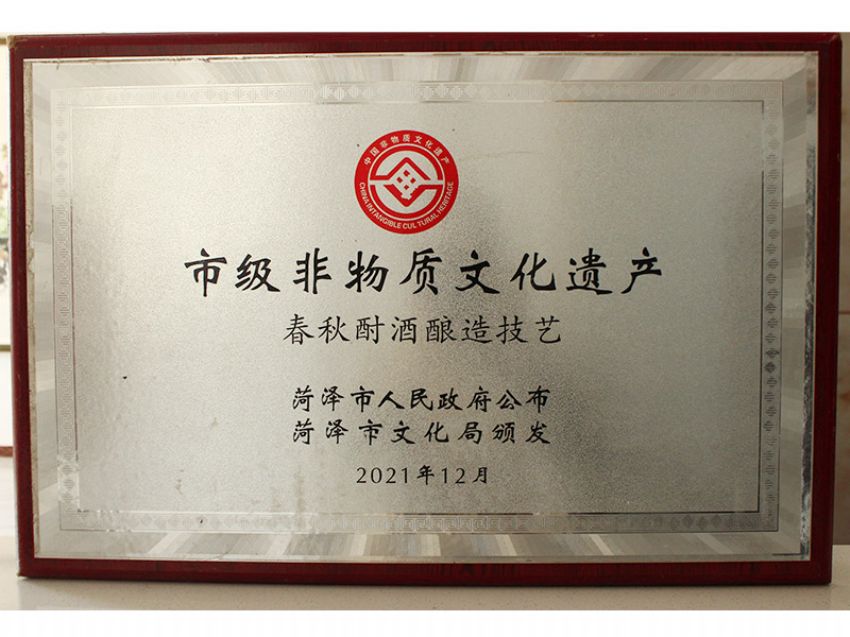 中国非物质文化遗产
CHINA INTANGIBLE CULTURAL HERITAGE
市级非物质文化遗产
春秋酎酒酿造技艺
菏泽市人民政府公布
菏泽市文化局颁发
2021年12月